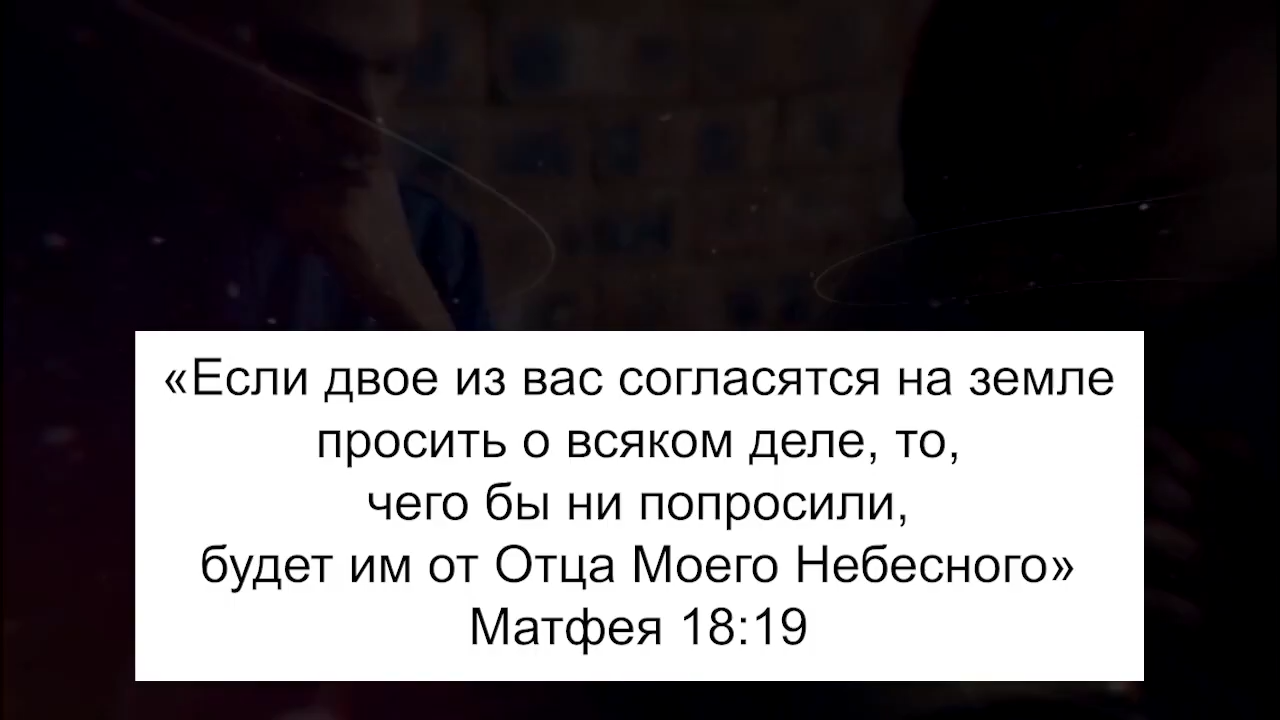 «Если двое из вас согласятся на земле
просить о всяком деле, то,
чего бы ни попросили,
будет им от Отца Моего Небесного»
Матфея 18:19